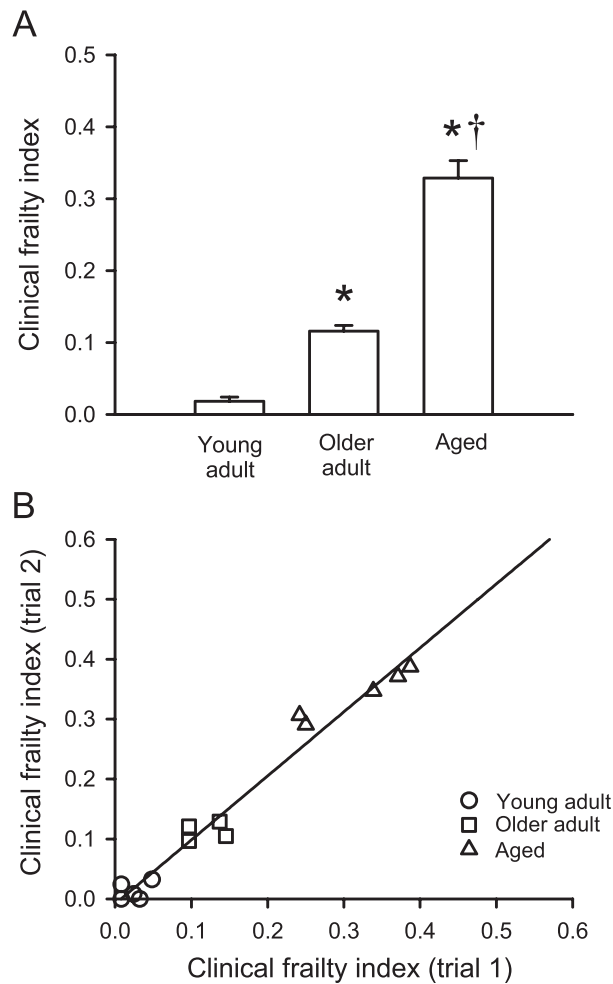 A
0.5
0.4
0.3
0.2
0.1
0.0
Clinical frailty index
*
* †
Young
adult
Older
adult
Aged
B
0.6
0.5
0.4
0.3
0.2
0.1
0.0
Clinical frailty index (trial 2)
Young adult
Older adult
Aged
0.0 0.1 0.2 0.3 0.4 0.5 0.6
Clinical frailty index (trial 1)